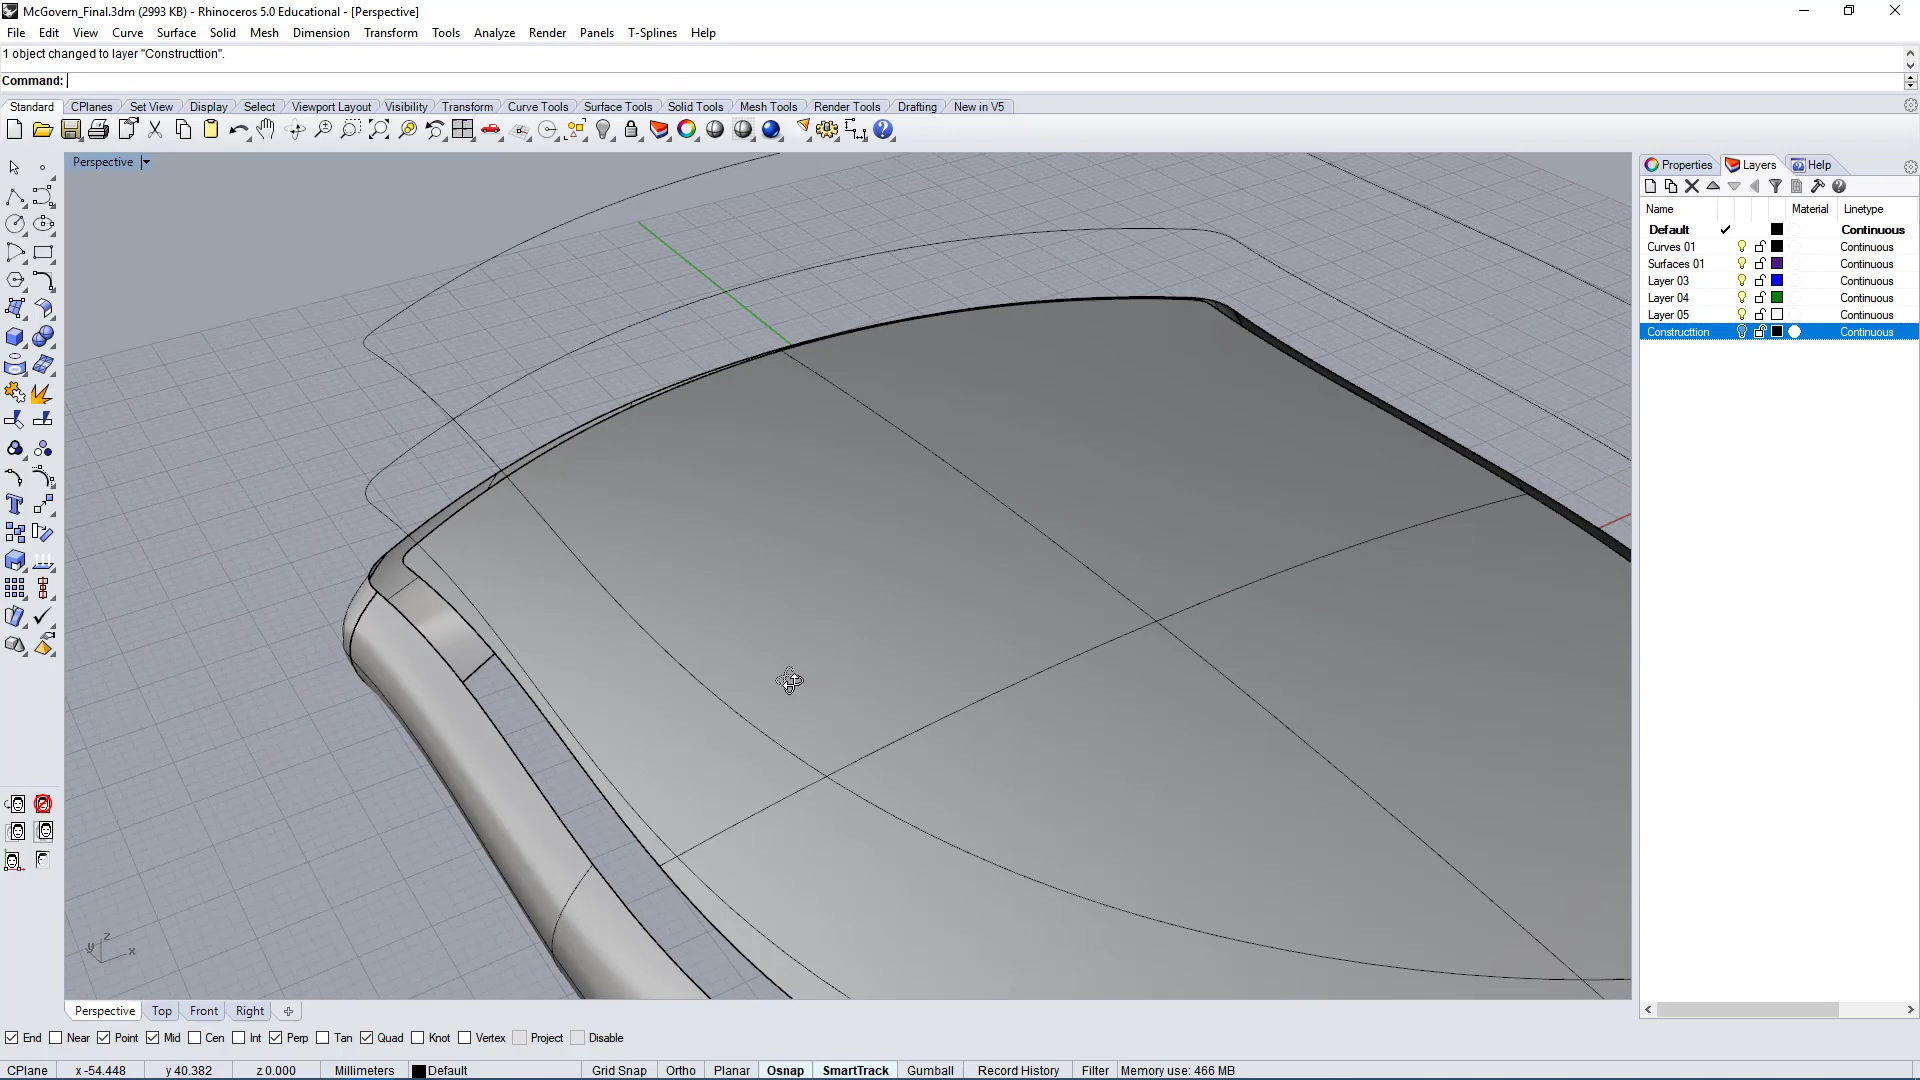 McGovern_Final.3dm (2993 KB) - Rhinoceros 5.0 Educational - [Perspective]
File Edit View Curve Surface Solid Mesh Dimension Transform Tools Analyze Render Panels T-Splines Help
1 object changed to layer "Constructtion".
Command:
Standard CPlanes Set View Display Select Viewport Layout Visibility Transform Curve Tools Surface Tools Solid Tools Mesh Tools Render Tools Drafting New in V5
Perspective
Properties Layers Help
Name Material Linetype
Default Continuous
Curves 01 Continuous
Surfaces 01 Continuous
Layer 03 Continuous
Layer 04 Continuous
Layer 05 Continuous
Constructtion Continuous
z
y
x
Perspective Top Front Right
End Near Point Mid Cen Int Perp Tan Quad Knot Vertex Project Disable
CPlane x -54.448 y 40.382 z 0.000 Millimeters Default Grid Snap Ortho Planar Osnap SmartTrack Gumball Record History Filter Memory use: 466 MB